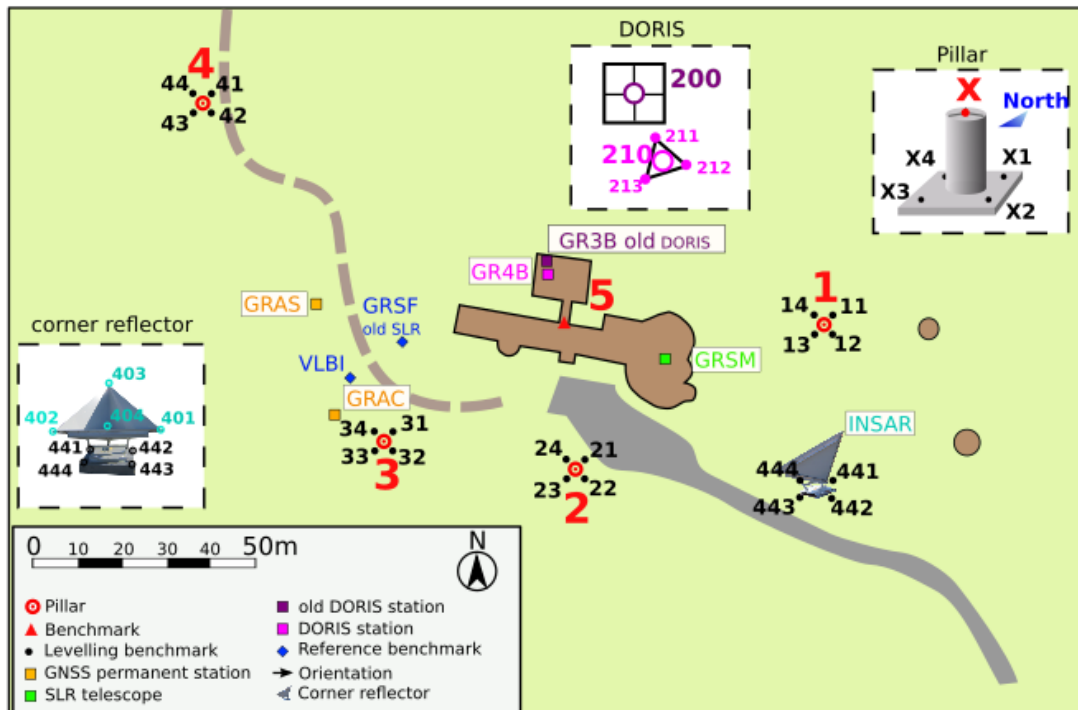 DORIS
Pillar
4
44 41
43 42
200
211
210
212
213
X
North
X4 X1
X3
X2
GR3B old DORIS
GR4B
5
GRAS
GRSF
old SLR
1
14 11
13 12
corner reflector
403
402 404 401
441 442
444 443
VLBI
GRAC
GRSM
34 31
33 32
3
24 21
23 22
2
INSAR
444 441
443 442
0 10 20 30 40 50m
N
Pillar
Benchmark
Levelling benchmark
GNSS permanent station
SLR telescope
old DORIS station
DORIS station
Reference benchmark
Orientation
Corner reflector